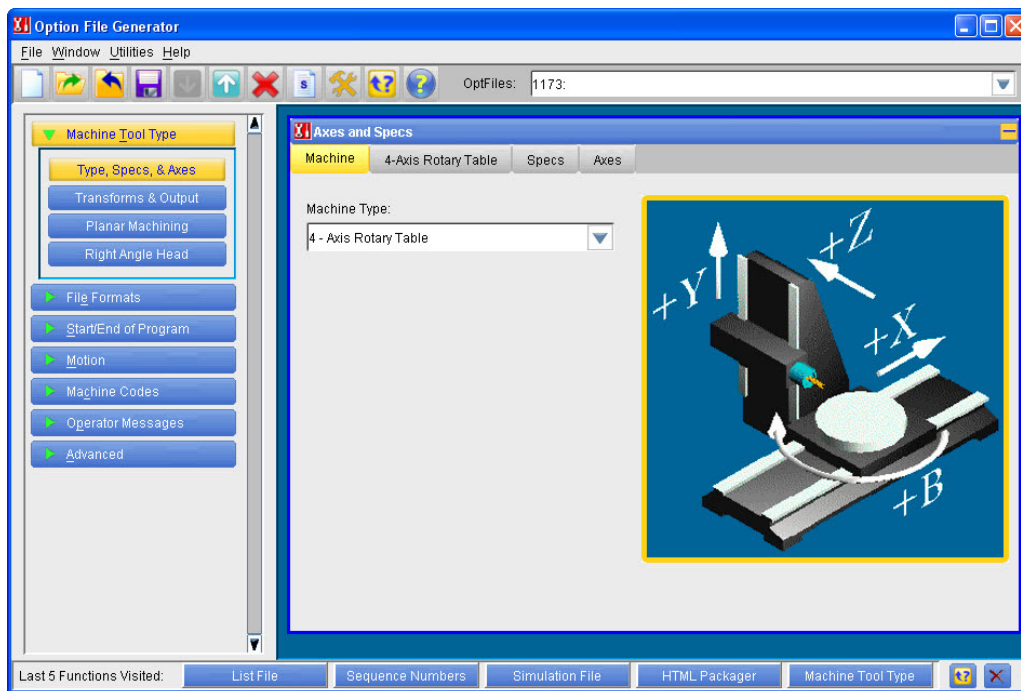 Option File Generator
File Window Utilities Help
OptFiles: 1173:
Machine Tool Type
Type, Specs, & Axes
Transforms & Output
Planar Machining
Right Angle Head
File Formats
Start/End of Program
Motion
Machine Codes
Operator Messages
Advanced
Axes and Specs
Machine 4-Axis Rotary Table Specs Axes
Machine Type:
4 - Axis Rotary Table
+Y
+Z
+X
+B
Last 5 Functions Visited: List File Sequence Numbers Simulation File HTML Packager Machine Tool Type